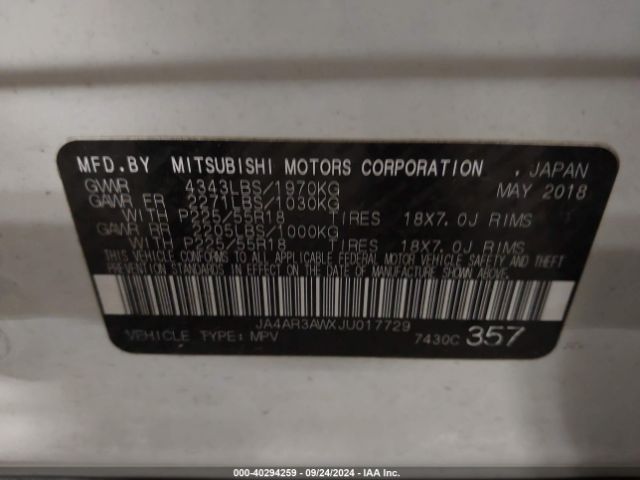 MFD.BY MITSUBISHI MOTORS CORPORATION , JAPAN
GVWR 4343LBS/1970KG MAY 2018
GAWR FR 2271LBS/1030KG
WITH P225/55R18 TIRES 18X7.0J RIMS
GAWR RR 2205LBS/1000KG
WITH P225/55R18 TIRES 18X7.0J RIMS
THIS VEHICLE CONFORMS TO ALL APPLICABLE FEDERAL MOTOR VEHICLE SAFETY AND THEFT
PREVENTION STANDARDS IN EFFECT ON THE DATE OF MANUFACTURE SHOWN ABOVE.
JA4AR3AWXJU017729
VEHICLE TYPE: MPV 7430C 357
000-40294259 - 09/24/2024 - IAAI.COM